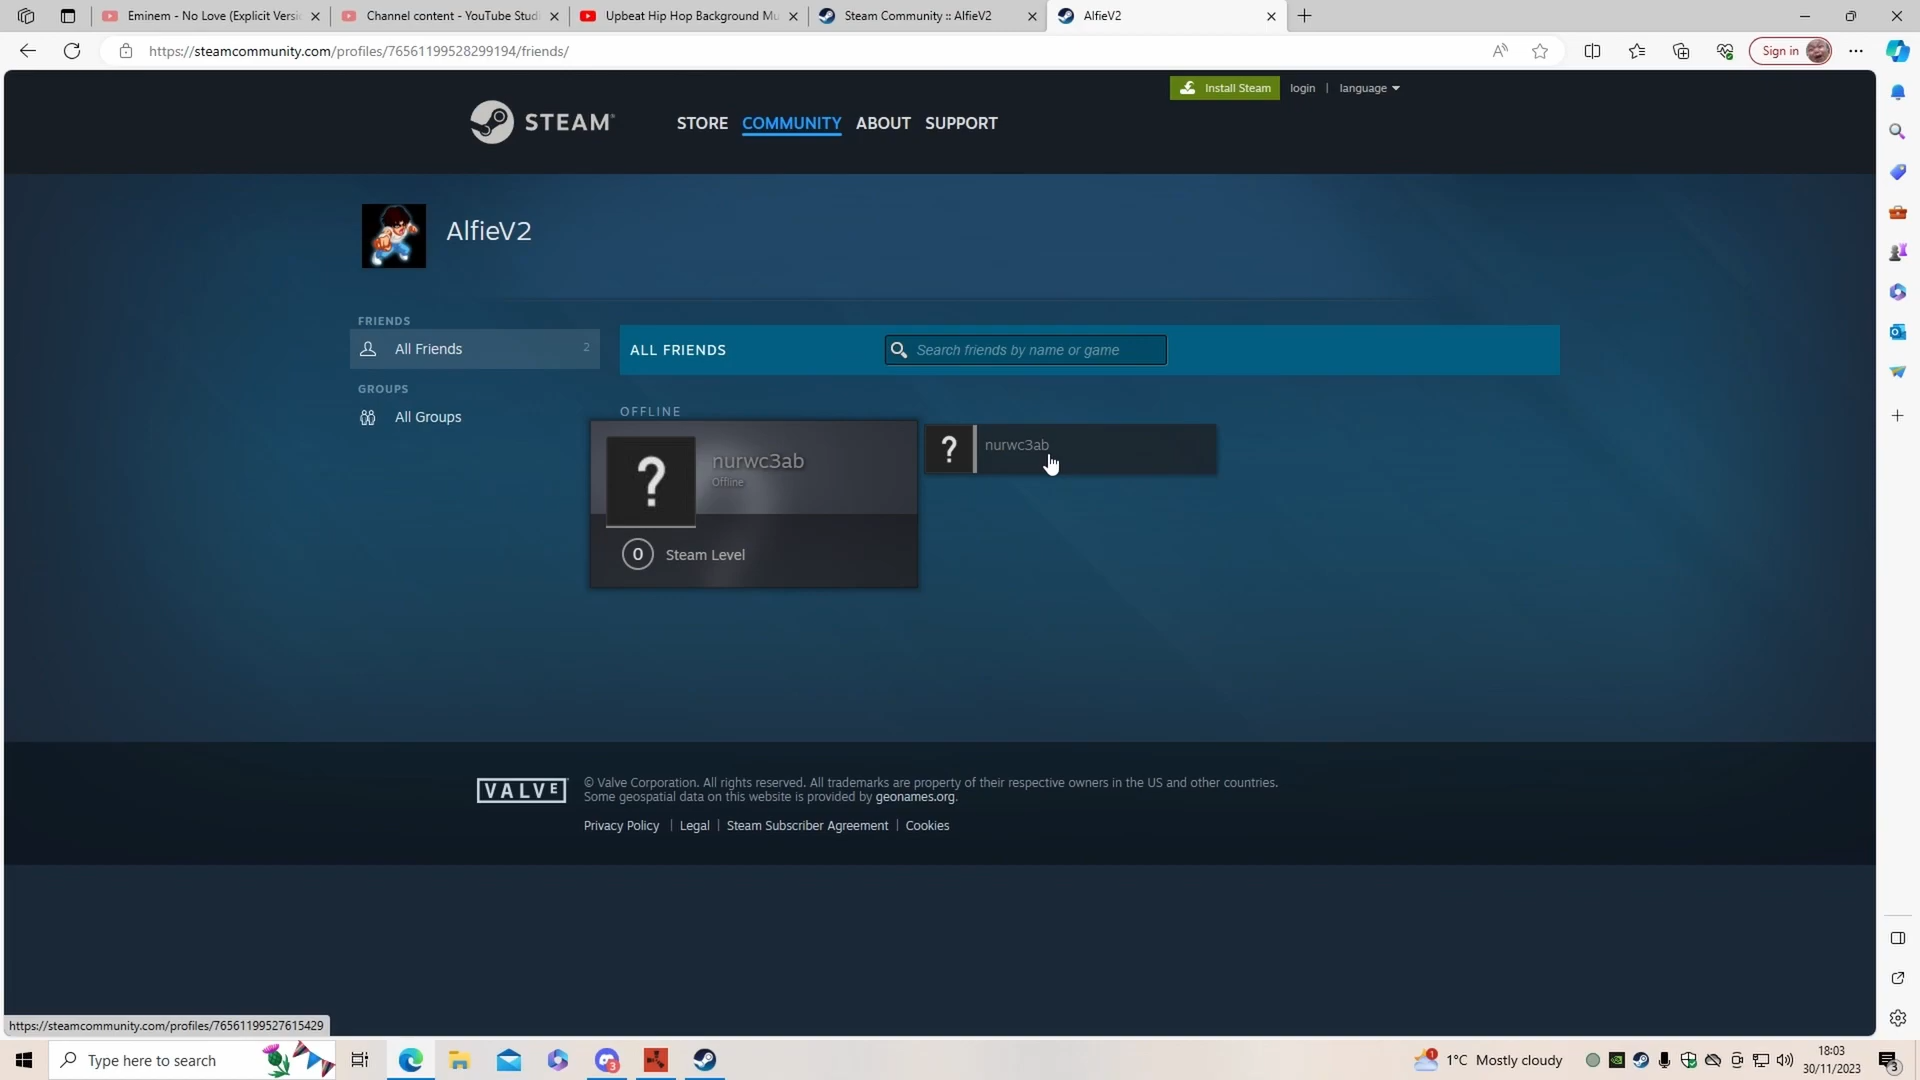 Eminem - No Love (Explicit Versi
Channel content - YouTube Studi
Upbeat Hip Hop Background Mu
Steam Community :: AlfieV2
AlfieV2
https://steamcommunity.com/profiles/76561199528299194/friends/
Sign in
Install Steam
login | language
STEAM
STORE COMMUNITY ABOUT SUPPORT
AlfieV2
FRIENDS
All Friends 2
GROUPS
All Groups
ALL FRIENDS
Search friends by name or game
OFFLINE
nurwc3ab
Offline
0 Steam Level
nurwc3ab
VALVE
© Valve Corporation. All rights reserved. All trademarks are property of their respective owners in the US and other countries.
Some geospatial data on this website is provided by geonames.org.
Privacy Policy | Legal | Steam Subscriber Agreement | Cookies
https://steamcommunity.com/profiles/76561199527615429
Type here to search
3
1
1°C Mostly cloudy
18:03
30/11/2023
3